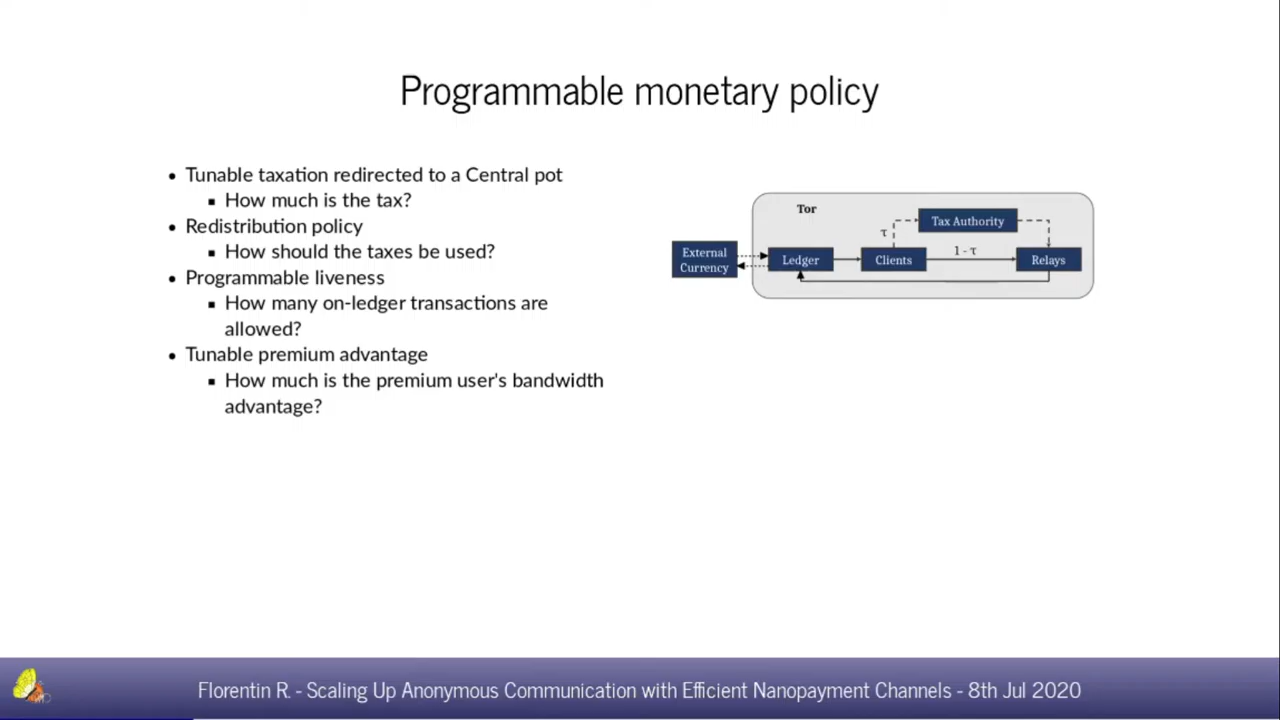 Programmable monetary policy
• Tunable taxation redirected to a Central pot
▪ How much is the tax?
• Redistribution policy
▪ How should the taxes be used?
• Programmable liveness
▪ How many on-ledger transactions are
allowed?
• Tunable premium advantage
▪ How much is the premium user's bandwidth
advantage?
Tor
Tax Authority
τ
1 - τ
External
Currency
Ledger
Clients
Relays
Florentin R. - Scaling Up Anonymous Communication with Efficient Nanopayment Channels - 8th Jul 2020